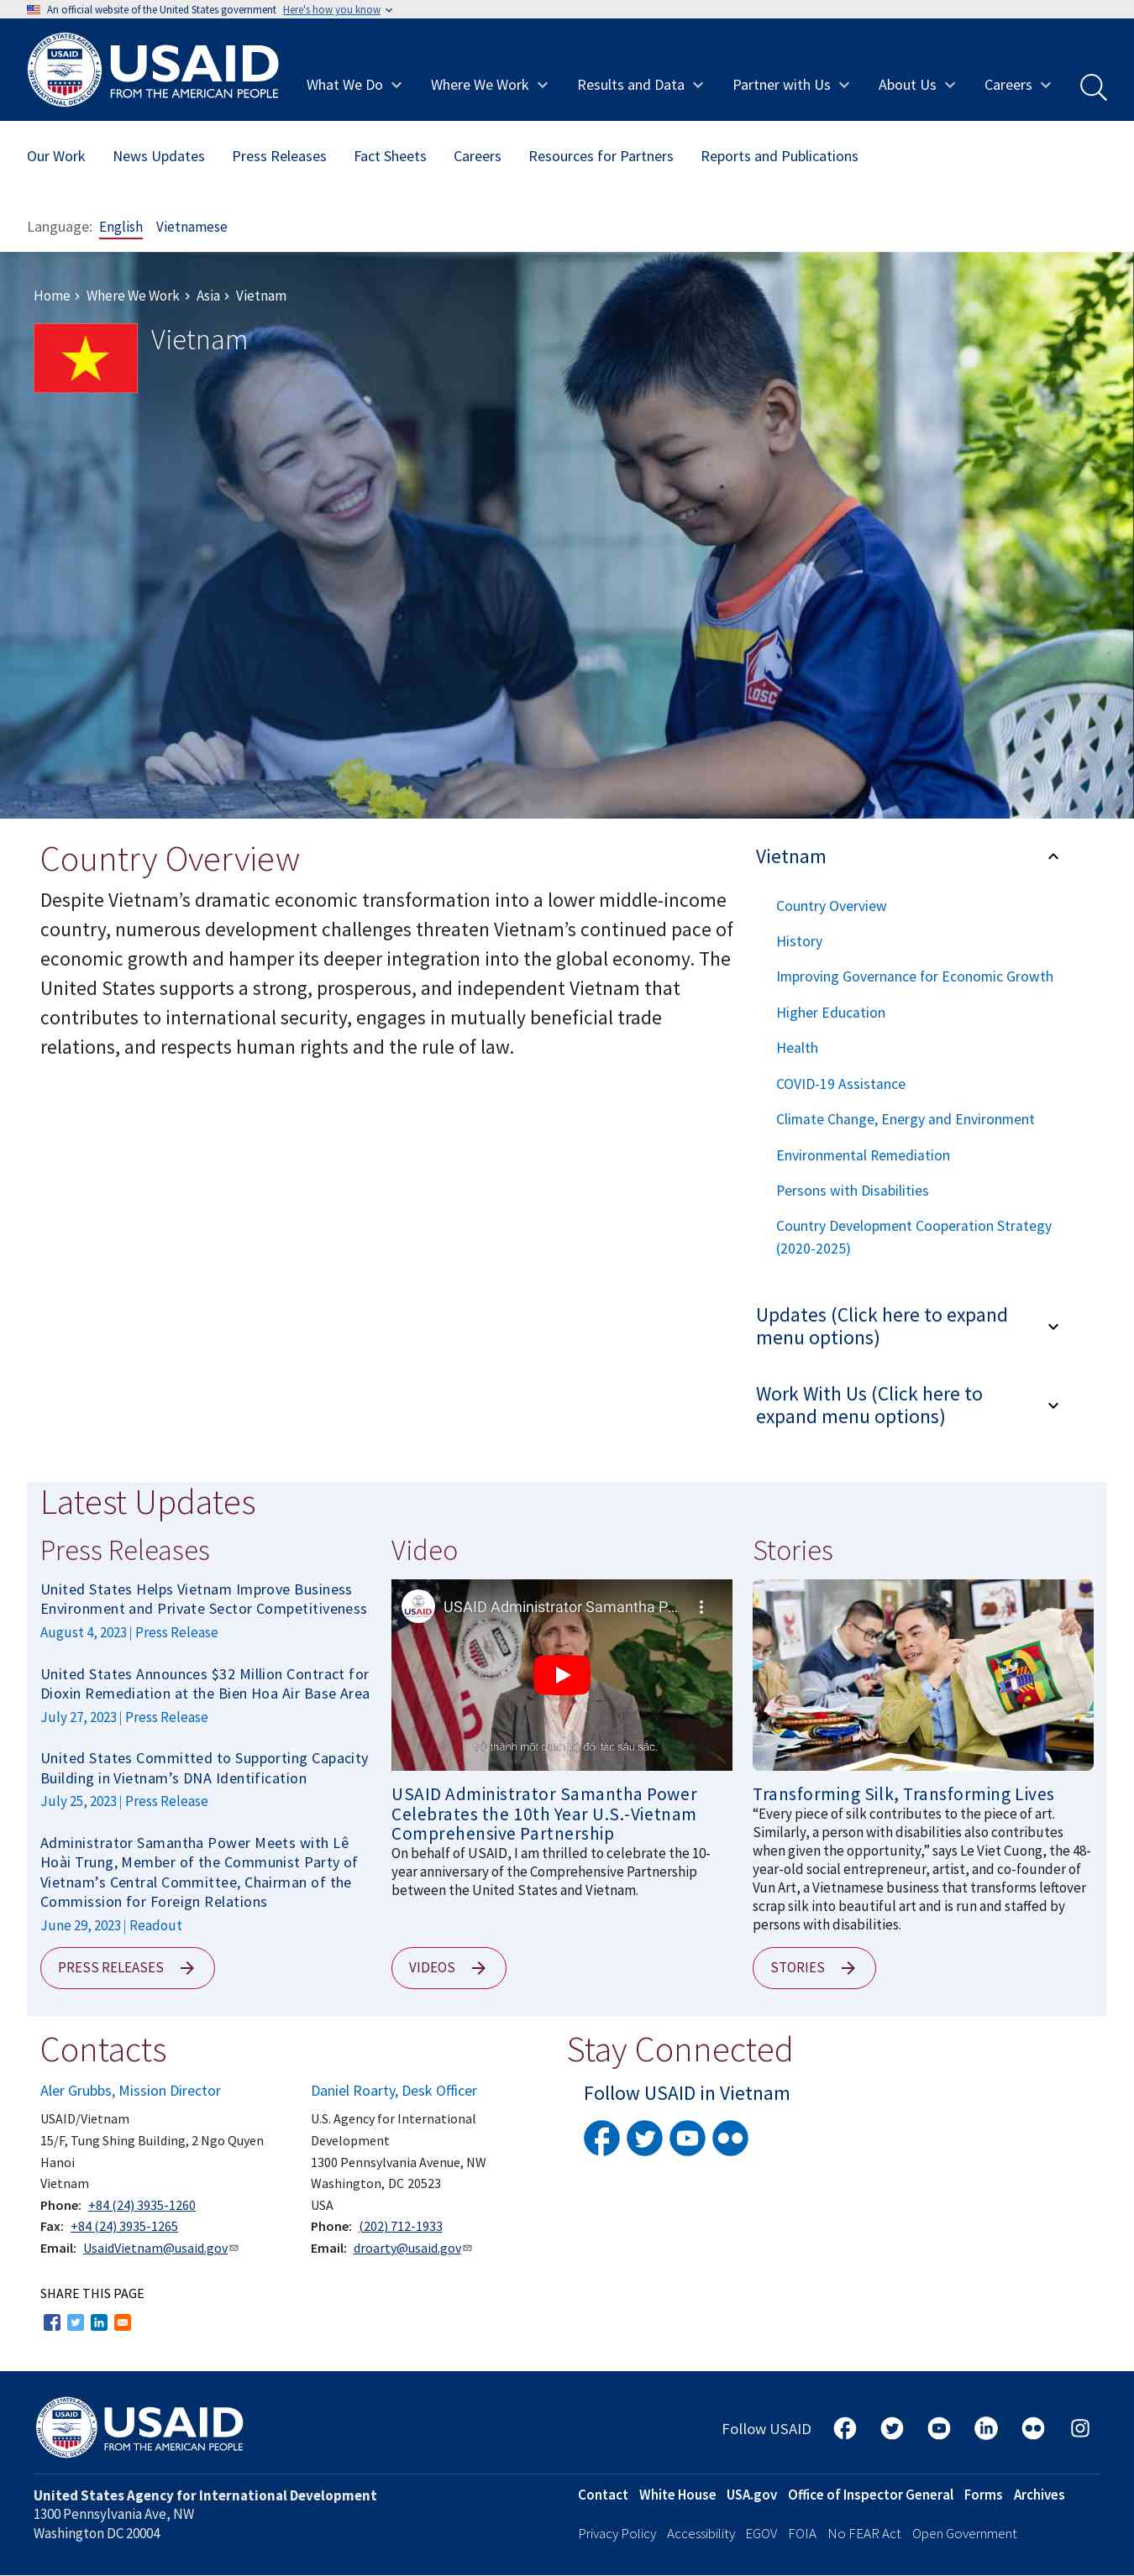 An official website of the United States government Here's how you know
USAID
FROM THE AMERICAN PEOPLE
What We Do
Where We Work
Results and Data
Partner with Us
About Us
Careers
Our Work
News Updates
Press Releases
Fact Sheets
Careers
Resources for Partners
Reports and Publications
Language: English Vietnamese
Home > Where We Work > Asia > Vietnam
Vietnam
LOSC
Country Overview
Despite Vietnam’s dramatic economic transformation into a lower middle-income
country, numerous development challenges threaten Vietnam’s continued pace of
economic growth and hamper its deeper integration into the global economy. The
United States supports a strong, prosperous, and independent Vietnam that
contributes to international security, engages in mutually beneficial trade
relations, and respects human rights and the rule of law.
Vietnam
Country Overview
History
Improving Governance for Economic Growth
Higher Education
Health
COVID-19 Assistance
Climate Change, Energy and Environment
Environmental Remediation
Persons with Disabilities
Country Development Cooperation Strategy
(2020-2025)
Updates (Click here to expand
menu options)
Work With Us (Click here to
expand menu options)
Latest Updates
Press Releases
United States Helps Vietnam Improve Business
Environment and Private Sector Competitiveness
August 4, 2023 | Press Release
United States Announces $32 Million Contract for
Dioxin Remediation at the Bien Hoa Air Base Area
July 27, 2023 | Press Release
United States Committed to Supporting Capacity
Building in Vietnam’s DNA Identification
July 25, 2023 | Press Release
Administrator Samantha Power Meets with Lê
Hoài Trung, Member of the Communist Party of
Vietnam’s Central Committee, Chairman of the
Commission for Foreign Relations
June 29, 2023 | Readout
PRESS RELEASES
Video
USAID Administrator Samantha P...
USAID Administrator Samantha Power
Celebrates the 10th Year U.S.-Vietnam
Comprehensive Partnership
On behalf of USAID, I am thrilled to celebrate the 10-
year anniversary of the Comprehensive Partnership
between the United States and Vietnam.
VIDEOS
Stories
Transforming Silk, Transforming Lives
“Every piece of silk contributes to the piece of art.
Similarly, a person with disabilities also contributes
when given the opportunity,” says Le Viet Cuong, the 48-
year-old social entrepreneur, artist, and co-founder of
Vun Art, a Vietnamese business that transforms leftover
scrap silk into beautiful art and is run and staffed by
persons with disabilities.
STORIES
Contacts
Aler Grubbs, Mission Director
USAID/Vietnam
15/F, Tung Shing Building, 2 Ngo Quyen
Hanoi
Vietnam
Phone: +84 (24) 3935-1260
Fax: +84 (24) 3935-1265
Email: UsaidVietnam@usaid.gov
Daniel Roarty, Desk Officer
U.S. Agency for International
Development
1300 Pennsylvania Avenue, NW
Washington, DC 20523
USA
Phone: (202) 712-1933
Email: droarty@usaid.gov
Stay Connected
Follow USAID in Vietnam
SHARE THIS PAGE
USAID
FROM THE AMERICAN PEOPLE
Follow USAID
United States Agency for International Development
1300 Pennsylvania Ave, NW
Washington DC 20004
Contact White House USA.gov Office of Inspector General Forms Archives
Privacy Policy Accessibility EGOV FOIA No FEAR Act Open Government